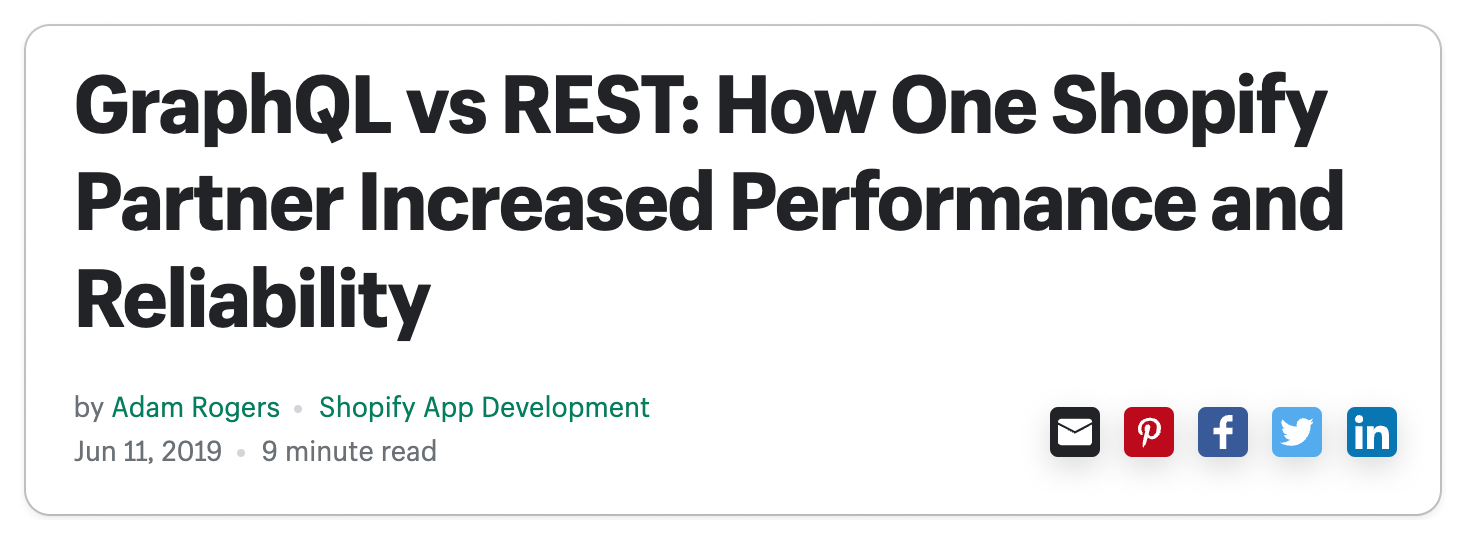 GraphQL vs REST: How One Shopify
Partner Increased Performance and
Reliability
by Adam Rogers • Shopify App Development
Jun 11, 2019 • 9 minute read